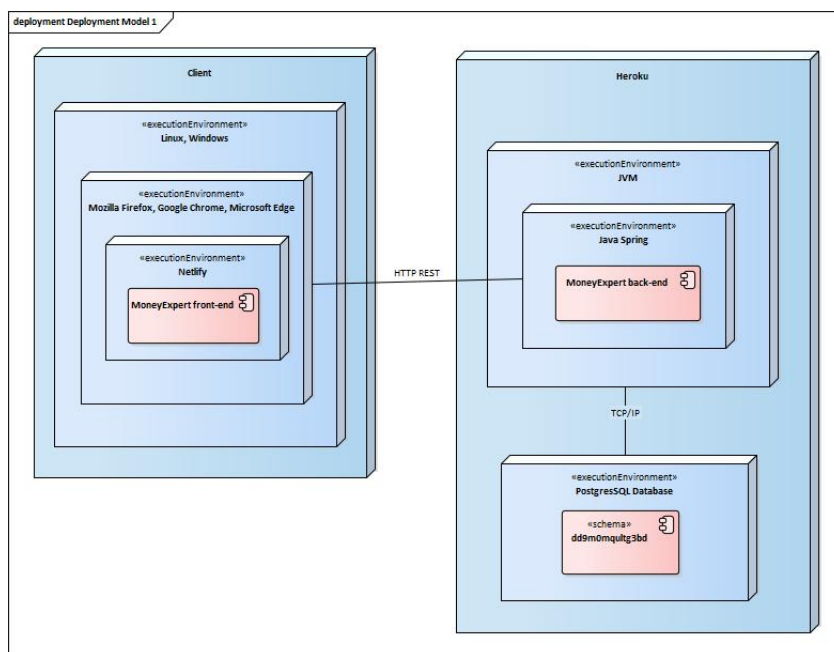 deployment Deployment Model 1
Client
«executionEnvironment»
Linux, Windows
«executionEnvironment»
Mozilla Firefox, Google Chrome, Microsoft Edge
«executionEnvironment»
Netlify
MoneyExpert front-end
HTTP REST
Heroku
«executionEnvironment»
JVM
«executionEnvironment»
Java Spring
MoneyExpert back-end
TCP/IP
«executionEnvironment»
PostgresSQL Database
«schema»
dd9m0mqultg3bd